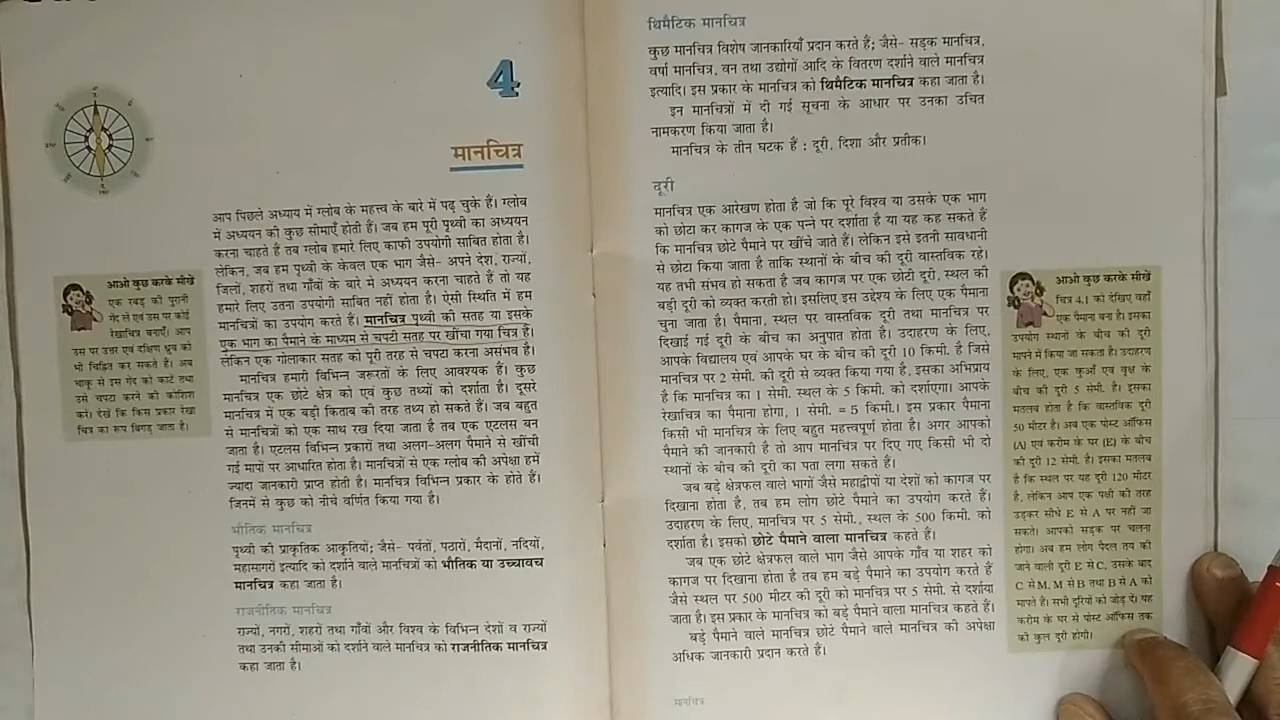 4
मानचित्र
आप पिछले अध्याय में ग्लोब के महत्त्व के बारे में पढ़ चुके हैं। ग्लोब
में अध्ययन की कुछ सीमाएँ होती हैं। जब हम पूरी पृथ्वी का अध्ययन
करना चाहते हैं तब ग्लोब हमारे लिए काफी उपयोगी साबित होता है।
लेकिन, जब हम पृथ्वी के केवल एक भाग जैसे- अपने देश, राज्यों,
जिलों, शहरों तथा गाँवों के बारे में अध्ययन करना चाहते हैं तो यह
हमारे लिए उतना उपयोगी साबित नहीं होता है। ऐसी स्थिति में हम
मानचित्रों का उपयोग करते हैं। मानचित्र पृथ्वी की सतह या इसके
एक भाग का पैमाने के माध्यम से चपटी सतह पर खींचा गया चित्र है।
लेकिन एक गोलाकार सतह को पूरी तरह से चपटा करना असंभव है।
मानचित्र हमारी विभिन्न जरूरतों के लिए आवश्यक हैं। कुछ
मानचित्र एक छोटे क्षेत्र को एवं कुछ तथ्यों को दर्शाता है। दूसरे
मानचित्र में एक बड़ी किताब की तरह तथ्य हो सकते हैं। जब बहुत
से मानचित्रों को एक साथ रख दिया जाता है तब एक एटलस बन
जाता है। एटलस विभिन्न प्रकारों तथा अलग-अलग पैमाने से खींची
गई मापों पर आधारित होता है। मानचित्रों से एक ग्लोब की अपेक्षा हमें
ज्यादा जानकारी प्राप्त होती है। मानचित्र विभिन्न प्रकार के होते हैं।
जिनमें से कुछ को नीचे वर्णित किया गया है।
भौतिक मानचित्र
पृथ्वी की प्राकृतिक आकृतियों; जैसे- पर्वतों, पठारों, मैदानों, नदियों,
महासागरों इत्यादि को दर्शाने वाले मानचित्रों को भौतिक या उच्चावच
मानचित्र कहा जाता है।
राजनीतिक मानचित्र
राज्यों, नगरों, शहरों तथा गाँवों और विश्व के विभिन्न देशों व राज्यों
तथा उनकी सीमाओं को दर्शाने वाले मानचित्र को राजनीतिक मानचित्र
कहा जाता है।
आओ कुछ करके सीखें
एक रबड़ की पुरानी
गेंद लें एवं उस पर कोई
रेखाचित्र बनाएँ। आप
उस पर उत्तर एवं दक्षिण ध्रुव को
भी चिह्नित कर सकते हैं। अब
चाकू से इस गेंद को काटें तथा
उसे चपटा करने की कोशिश
करें। देखें कि किस प्रकार रेखा
चित्र का रूप बिगड़ जाता है।
थिमैटिक मानचित्र
कुछ मानचित्र विशेष जानकारियाँ प्रदान करते हैं; जैसे- सड़क मानचित्र,
वर्षा मानचित्र, वन तथा उद्योगों आदि के वितरण दर्शाने वाले मानचित्र
इत्यादि। इस प्रकार के मानचित्र को थिमैटिक मानचित्र कहा जाता है।
इन मानचित्रों में दी गई सूचना के आधार पर उनका उचित
नामकरण किया जाता है।
मानचित्र के तीन घटक हैं : दूरी, दिशा और प्रतीक।
दूरी
मानचित्र एक आरेखण होता है जो कि पूरे विश्व या उसके एक भाग
को छोटा कर कागज के एक पन्ने पर दर्शाता है या यह कह सकते हैं
कि मानचित्र छोटे पैमाने पर खींचे जाते हैं। लेकिन इसे इतनी सावधानी
से छोटा किया जाता है ताकि स्थानों के बीच की दूरी वास्तविक रहे।
यह तभी संभव हो सकता है जब कागज पर एक छोटी दूरी, स्थल की
बड़ी दूरी को व्यक्त करती हो। इसलिए इस उद्देश्य के लिए एक पैमाना
चुना जाता है। पैमाना, स्थल पर वास्तविक दूरी तथा मानचित्र पर
दिखाई गई दूरी के बीच का अनुपात होता है। उदाहरण के लिए,
आपके विद्यालय एवं आपके घर के बीच की दूरी 10 किमी. है जिसे
मानचित्र पर 2 सेमी. की दूरी से व्यक्त किया गया है, इसका अभिप्राय
है कि मानचित्र का 1 सेमी. स्थल के 5 किमी. को दर्शाएगा। आपके
रेखाचित्र का पैमाना होगा, 1 सेमी. = 5 किमी.। इस प्रकार पैमाना
किसी भी मानचित्र के लिए बहुत महत्त्वपूर्ण होता है। अगर आपको
पैमाने की जानकारी है तो आप मानचित्र पर दिए गए किसी भी दो
स्थानों के बीच की दूरी का पता लगा सकते हैं।
जब बड़े क्षेत्रफल वाले भागों जैसे महाद्वीपों या देशों को कागज पर
दिखाना होता है, तब हम लोग छोटे पैमाने का उपयोग करते हैं।
उदाहरण के लिए, मानचित्र पर 5 सेमी., स्थल के 500 किमी. को
दर्शाता है। इसको छोटे पैमाने वाला मानचित्र कहते हैं।
जब एक छोटे क्षेत्रफल वाले भाग जैसे आपके गाँव या शहर को
कागज पर दिखाना होता है तब हम बड़े पैमाने का उपयोग करते हैं
जैसे स्थल पर 500 मीटर की दूरी को मानचित्र पर 5 सेमी. से दर्शाया
जाता है। इस प्रकार के मानचित्र को बड़े पैमाने वाला मानचित्र कहते हैं।
बड़े पैमाने वाले मानचित्र छोटे पैमाने वाले मानचित्र की अपेक्षा
अधिक जानकारी प्रदान करते हैं।
आओ कुछ करके सीखें
चित्र 4.1 को देखिए वहाँ
एक पैमाना बना है। इसका
उपयोग स्थानों के बीच की दूरी
मापने में किया जा सकता है। उदाहरण
के लिए, एक कुआँ एवं वृक्ष के
बीच की दूरी 5 सेमी. है। इसका
मतलब होता है कि वास्तविक दूरी
50 मीटर है। अब एक पोस्ट ऑफिस
(A) एवं करीम के घर (E) के बीच
की दूरी 12 सेमी. है। इसका मतलब
है कि स्थल पर यह दूरी 120 मीटर
है, लेकिन आप एक पक्षी की तरह
उड़कर सीधे E से A पर नहीं जा
सकते। आपको सड़क पर चलना
होगा। अब हम लोग पैदल तय की
जाने वाली दूरी E से C, उसके बाद
C से M, M से B तथा B से A को
मापते हैं। सभी दूरियों को जोड़ दें। यह
करीम के घर से पोस्ट ऑफिस तक
की कुल दूरी होगी।
मानचित्र